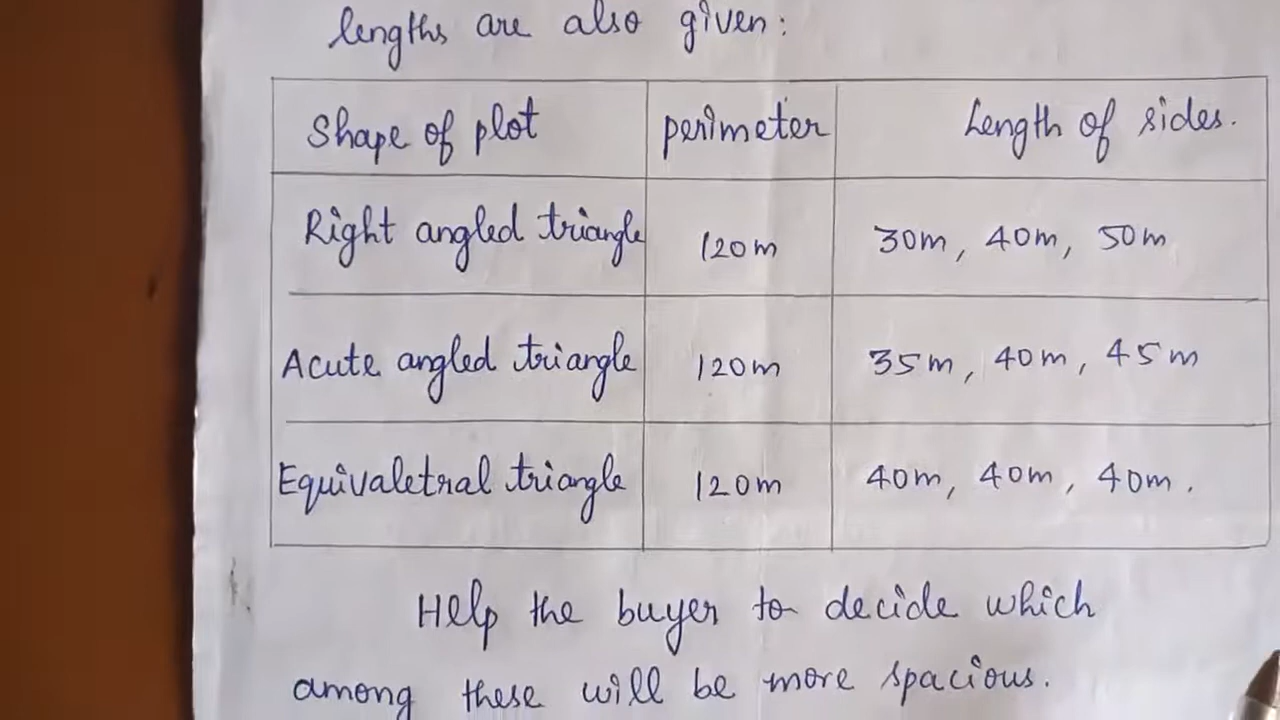 lengths are also given:
Shape of plot perimeter Length of sides.
Right angled triangle 120m 30m, 40m, 50m
Acute angled triangle 120m 35m, 40m, 45m
Equivaletral triangle 120m 40m, 40m, 40m.
Help the buyer to decide which
among these will be more spacious.